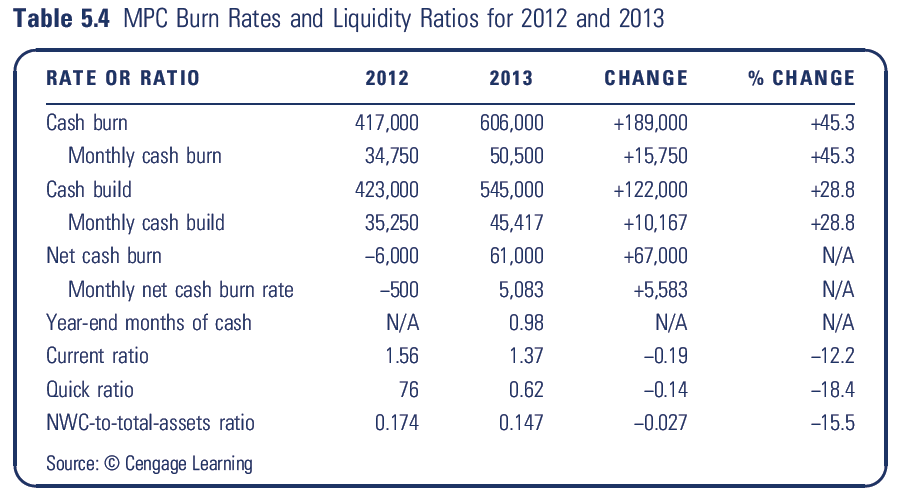 Table 5.4 MPC Burn Rates and Liquidity Ratios for 2012 and 2013
RATE OR RATIO 2012 2013 CHANGE % CHANGE
Cash burn 417,000 606,000 +189,000 +45.3
Monthly cash burn 34,750 50,500 +15,750 +45.3
Cash build 423,000 545,000 +122,000 +28.8
Monthly cash build 35,250 45,417 +10,167 +28.8
Net cash burn –6,000 61,000 +67,000 N/A
Monthly net cash burn rate –500 5,083 +5,583 N/A
Year-end months of cash N/A 0.98 N/A N/A
Current ratio 1.56 1.37 –0.19 –12.2
Quick ratio 76 0.62 –0.14 –18.4
NWC-to-total-assets ratio 0.174 0.147 –0.027 –15.5
Source: © Cengage Learning